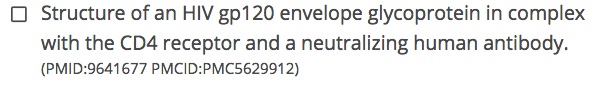 Structure of an HIV gp120 envelope glycoprotein in complex
with the CD4 receptor and a neutralizing human antibody.
(PMID:9641677 PMCID:PMC5629912)